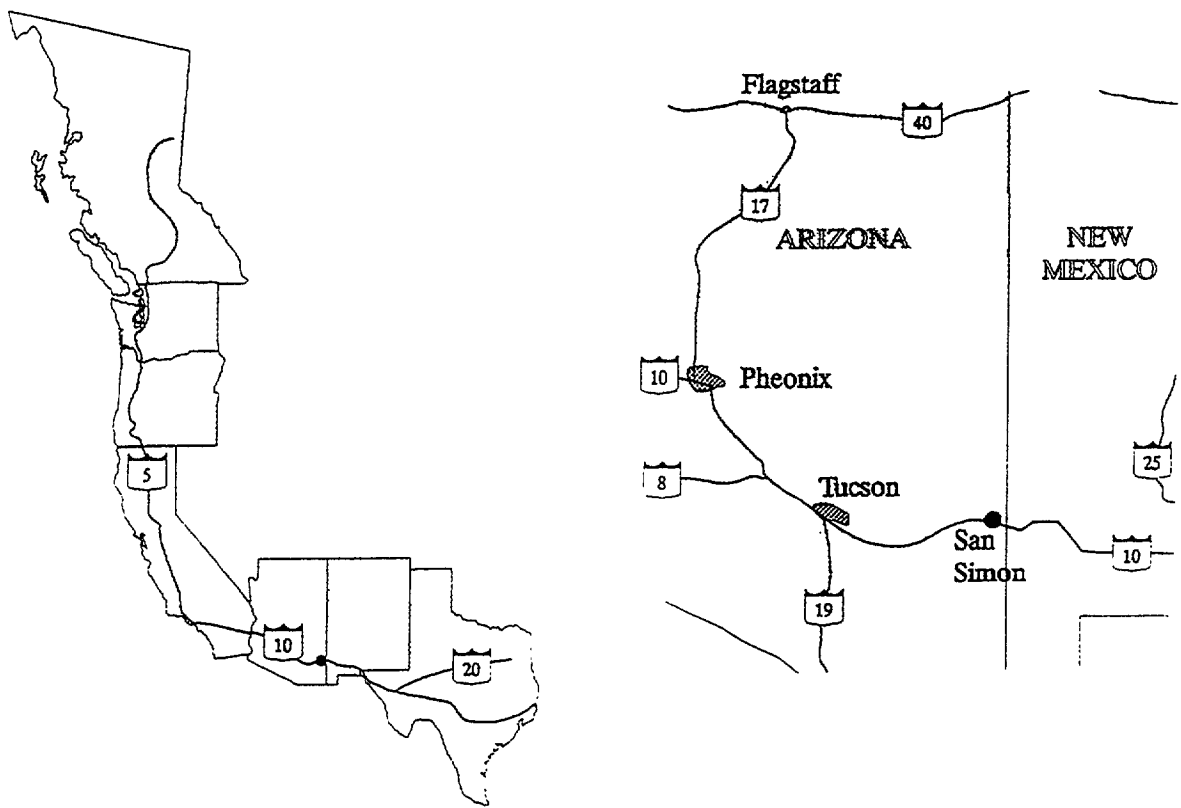 5
10
20
Flagstaff
40
17
ARIZONA
NEW
MEXICO
10
Pheonix
8
Tucson
25
San
Simon
10
19